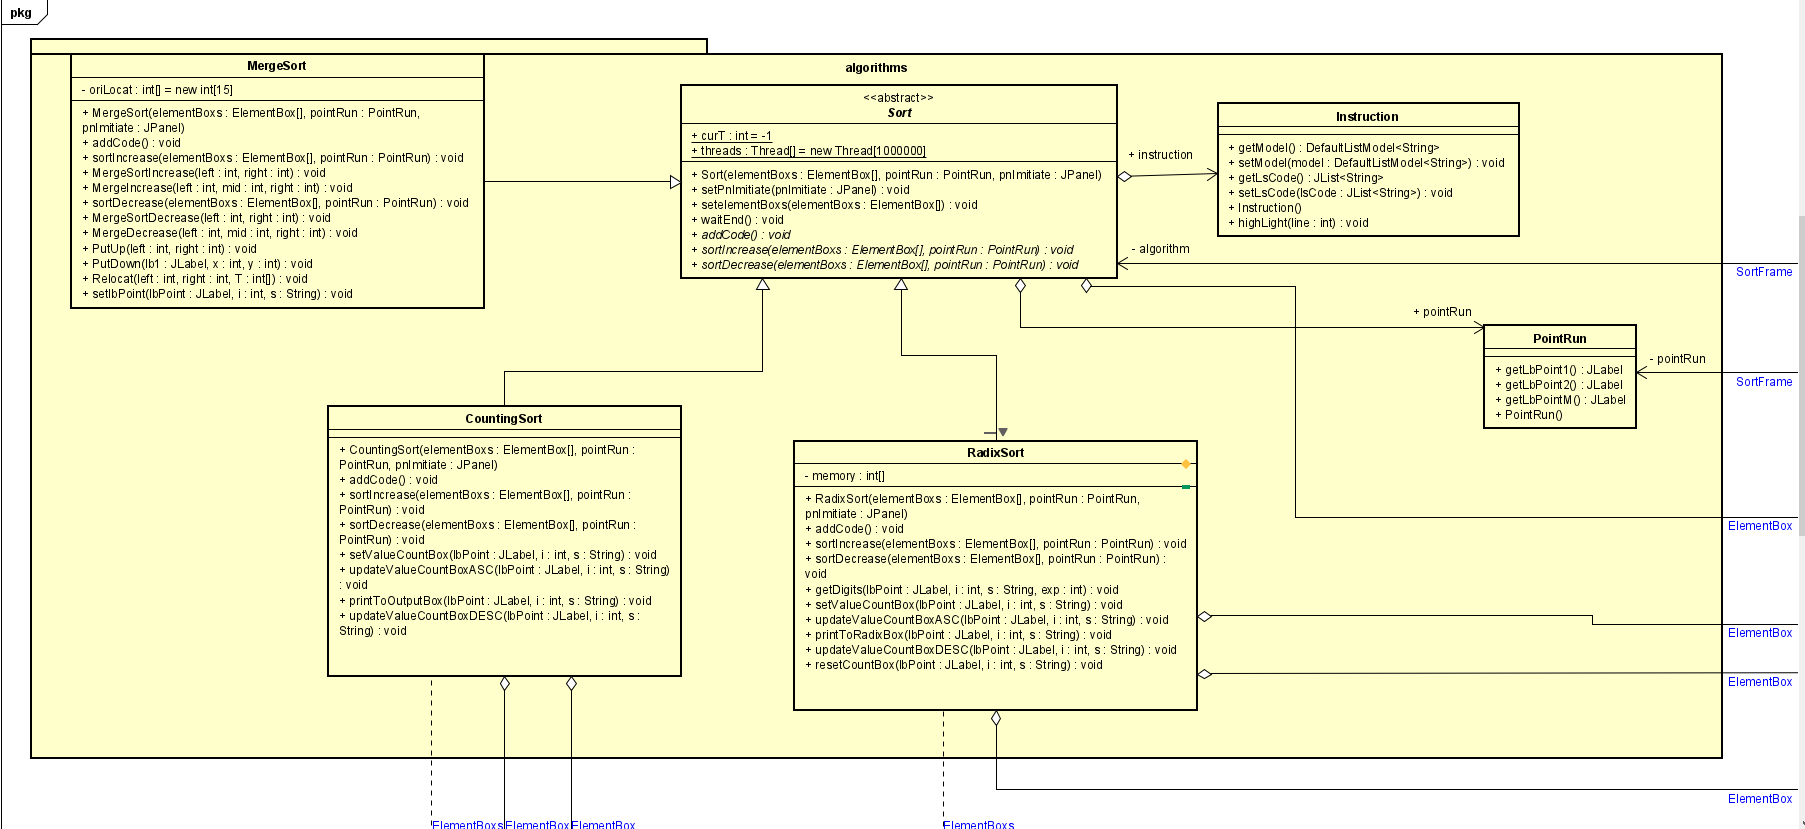 pkg
algorithms
MergeSort
- oriLocat : int[] = new int[15]
+ MergeSort(elementBoxs : ElementBox[], pointRun : PointRun,
pnImitiate : JPanel)
+ addCode() : void
+ sortIncrease(elementBoxs : ElementBox[], pointRun : PointRun) : void
+ MergeSortIncrease(left : int, right : int) : void
+ MergeIncrease(left : int, mid : int, right : int) : void
+ sortDecrease(elementBoxs : ElementBox[], pointRun : PointRun) : void
+ MergeSortDecrease(left : int, right : int) : void
+ MergeDecrease(left : int, mid : int, right : int) : void
+ PutUp(left : int, right : int) : void
+ PutDown(lb1 : JLabel, x : int, y : int) : void
+ Relocat(left : int, right : int, T : int[]) : void
+ setlbPoint(lbPoint : JLabel, i : int, s : String) : void
<<abstract>>
Sort
+ curT : int = -1
+ threads : Thread[] = new Thread[1000000]
+ Sort(elementBoxs : ElementBox[], pointRun : PointRun, pnImitiate : JPanel)
+ setPnImitiate(pnImitiate : JPanel) : void
+ setelementBoxs(elementBoxs : ElementBox[]) : void
+ waitEnd() : void
+ addCode() : void
+ sortIncrease(elementBoxs : ElementBox[], pointRun : PointRun) : void
+ sortDecrease(elementBoxs : ElementBox[], pointRun : PointRun) : void
+ instruction
Instruction
+ getModel() : DefaultListModel<String>
+ setModel(model : DefaultListModel<String>) : void
+ getLsCode() : JList<String>
+ setLsCode(lsCode : JList<String>) : void
+ Instruction()
+ highLight(line : int) : void
- algorithm
SortFrame
+ pointRun
PointRun
+ getLbPoint1() : JLabel
+ getLbPoint2() : JLabel
+ getLbPointM() : JLabel
+ PointRun()
- pointRun
SortFrame
CountingSort
+ CountingSort(elementBoxs : ElementBox[], pointRun :
PointRun, pnImitiate : JPanel)
+ addCode() : void
+ sortIncrease(elementBoxs : ElementBox[], pointRun :
PointRun) : void
+ sortDecrease(elementBoxs : ElementBox[], pointRun :
PointRun) : void
+ setValueCountBox(lbPoint : JLabel, i : int, s : String) : void
+ updateValueCountBoxASC(lbPoint : JLabel, i : int, s : String)
: void
+ printToOutputBox(lbPoint : JLabel, i : int, s : String) : void
+ updateValueCountBoxDESC(lbPoint : JLabel, i : int, s :
String) : void
RadixSort
- memory : int[]
+ RadixSort(elementBoxs : ElementBox[], pointRun : PointRun,
pnImitiate : JPanel)
+ addCode() : void
+ sortIncrease(elementBoxs : ElementBox[], pointRun : PointRun) : void
+ sortDecrease(elementBoxs : ElementBox[], pointRun : PointRun) :
void
+ getDigits(lbPoint : JLabel, i : int, s : String, exp : int) : void
+ setValueCountBox(lbPoint : JLabel, i : int, s : String) : void
+ updateValueCountBoxASC(lbPoint : JLabel, i : int, s : String) : void
+ printToRadixBox(lbPoint : JLabel, i : int, s : String) : void
+ updateValueCountBoxDESC(lbPoint : JLabel, i : int, s : String) : void
+ resetCountBox(lbPoint : JLabel, i : int, s : String) : void
ElementBox
ElementBox
ElementBox
ElementBox
ElementBoxs
ElementBox
ElementBox
ElementBoxs